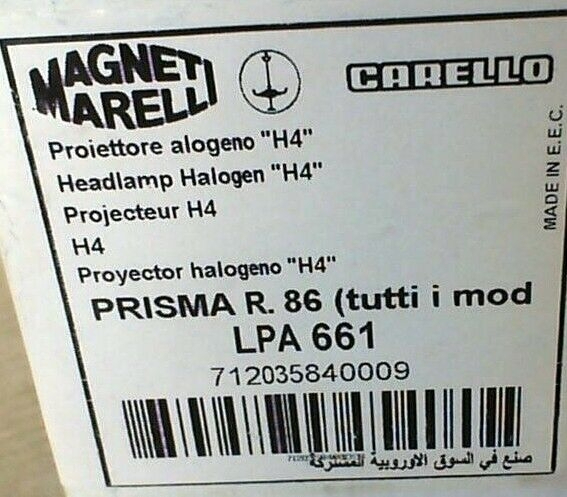 MAGNETI
MARELLI
CARELLO
MADE IN E.E.C.
Proiettore alogeno "H4"
Headlamp Halogen "H4"
Projecteur H4
H4
Proyector halogeno "H4"
PRISMA R. 86 (tutti i mod
LPA 661
712035840009
صنع في السوق الاوروبية المشتركة